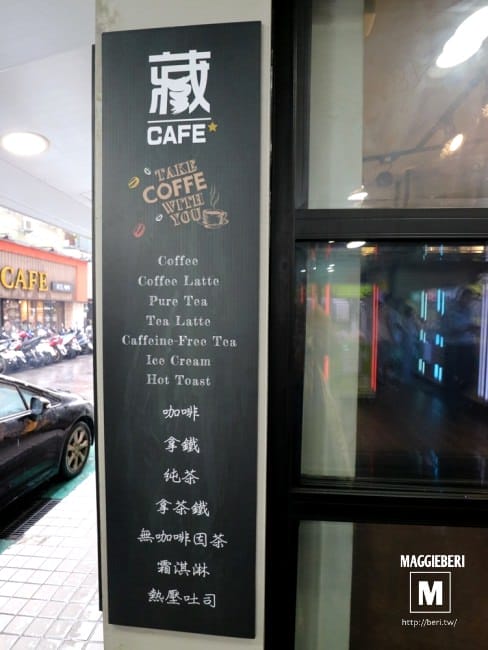 藏
CAFE
TAKE
COFFE
WITH
YOU
Coffee
Coffee Latte
Pure Tea
Tea Latte
Caffeine-Free Tea
Ice Cream
Hot Toast
咖啡
拿鐵
純茶
拿茶鐵
無咖啡因茶
霜淇淋
熱壓吐司
CAFE
MAGGIEBERI
M
http://beri.tw/